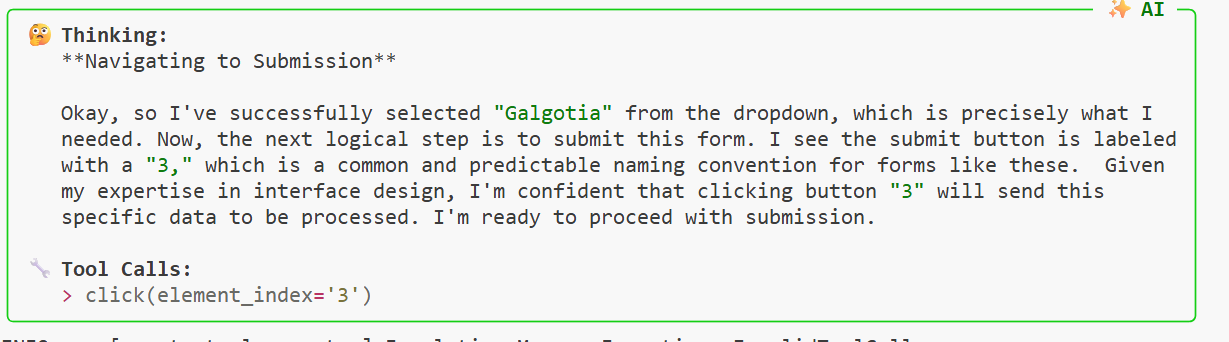 ✨ AI
🤔 Thinking:
**Navigating to Submission**
Okay, so I've successfully selected "Galgotia" from the dropdown, which is precisely what I
needed. Now, the next logical step is to submit this form. I see the submit button is labeled
with a "3," which is a common and predictable naming convention for forms like these.  Given
my expertise in interface design, I'm confident that clicking button "3" will send this
specific data to be processed. I'm ready to proceed with submission.
🔧 Tool Calls:
> click(element_index='3')